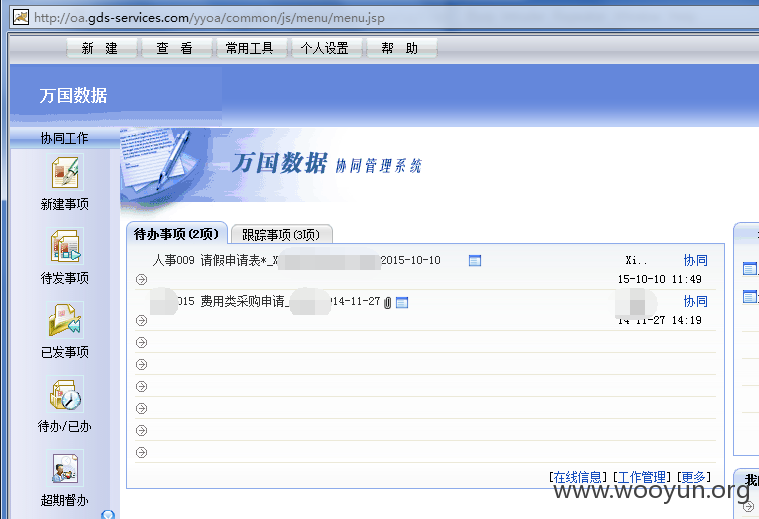 http://oa.gds-services.com/yyoa/common/js/menu/menu.jsp
新 建 查 看 常用工具 个人设置 帮 助
万国数据
协同工作
万国数据 协同管理系统
新建事项
待办事项(2项) 跟踪事项(3项)
人事009 请假申请表*_X 2015-10-10 Xi.. 协同
待发事项
15-10-10 11:49
015 费用类采购申请_ 14-11-27 协同
14-11-27 14:19
已发事项
待办/已办
[在线信息] [工作管理] [更多]
超期督办
www.wooyun.org